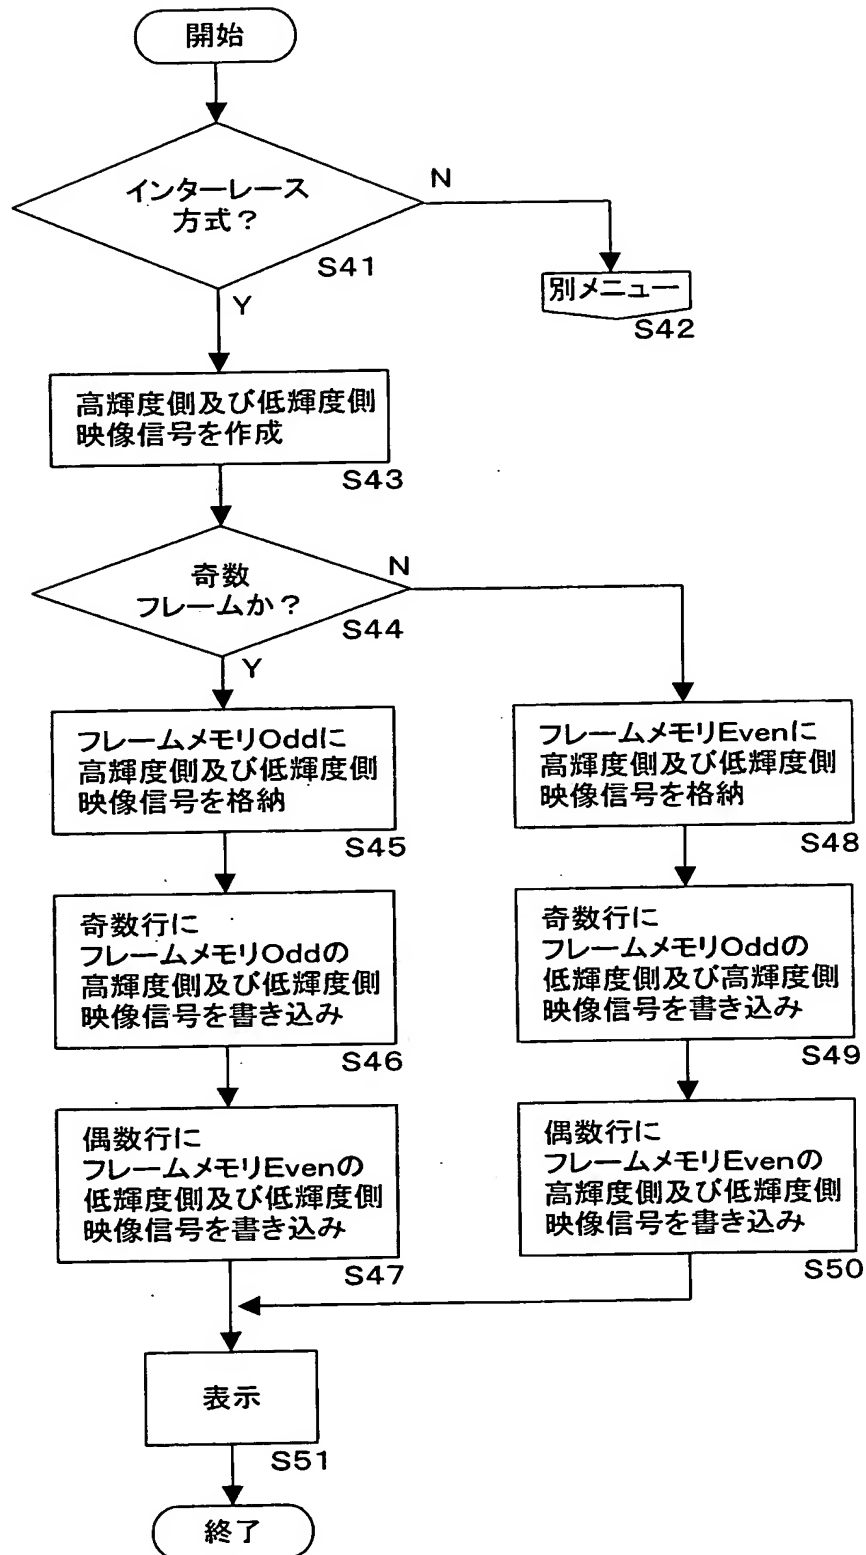 開始
インターレース
方式？
S41
N
Y
別メニュー
S42
高輝度側及び低輝度側
映像信号を作成
S43
奇数
フレームか？
S44
N
Y
フレームメモリOddに
高輝度側及び低輝度側
映像信号を格納
S45
奇数行に
フレームメモリOddの
高輝度側及び低輝度側
映像信号を書き込み
S46
偶数行に
フレームメモリEvenの
低輝度側及び低輝度側
映像信号を書き込み
S47
フレームメモリEvenに
高輝度側及び低輝度側
映像信号を格納
S48
奇数行に
フレームメモリOddの
低輝度側及び高輝度側
映像信号を書き込み
S49
偶数行に
フレームメモリEvenの
高輝度側及び低輝度側
映像信号を書き込み
S50
表示
S51
終了